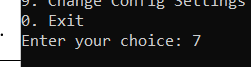 9. Change Config Settings
0. Exit
Enter your choice: 7